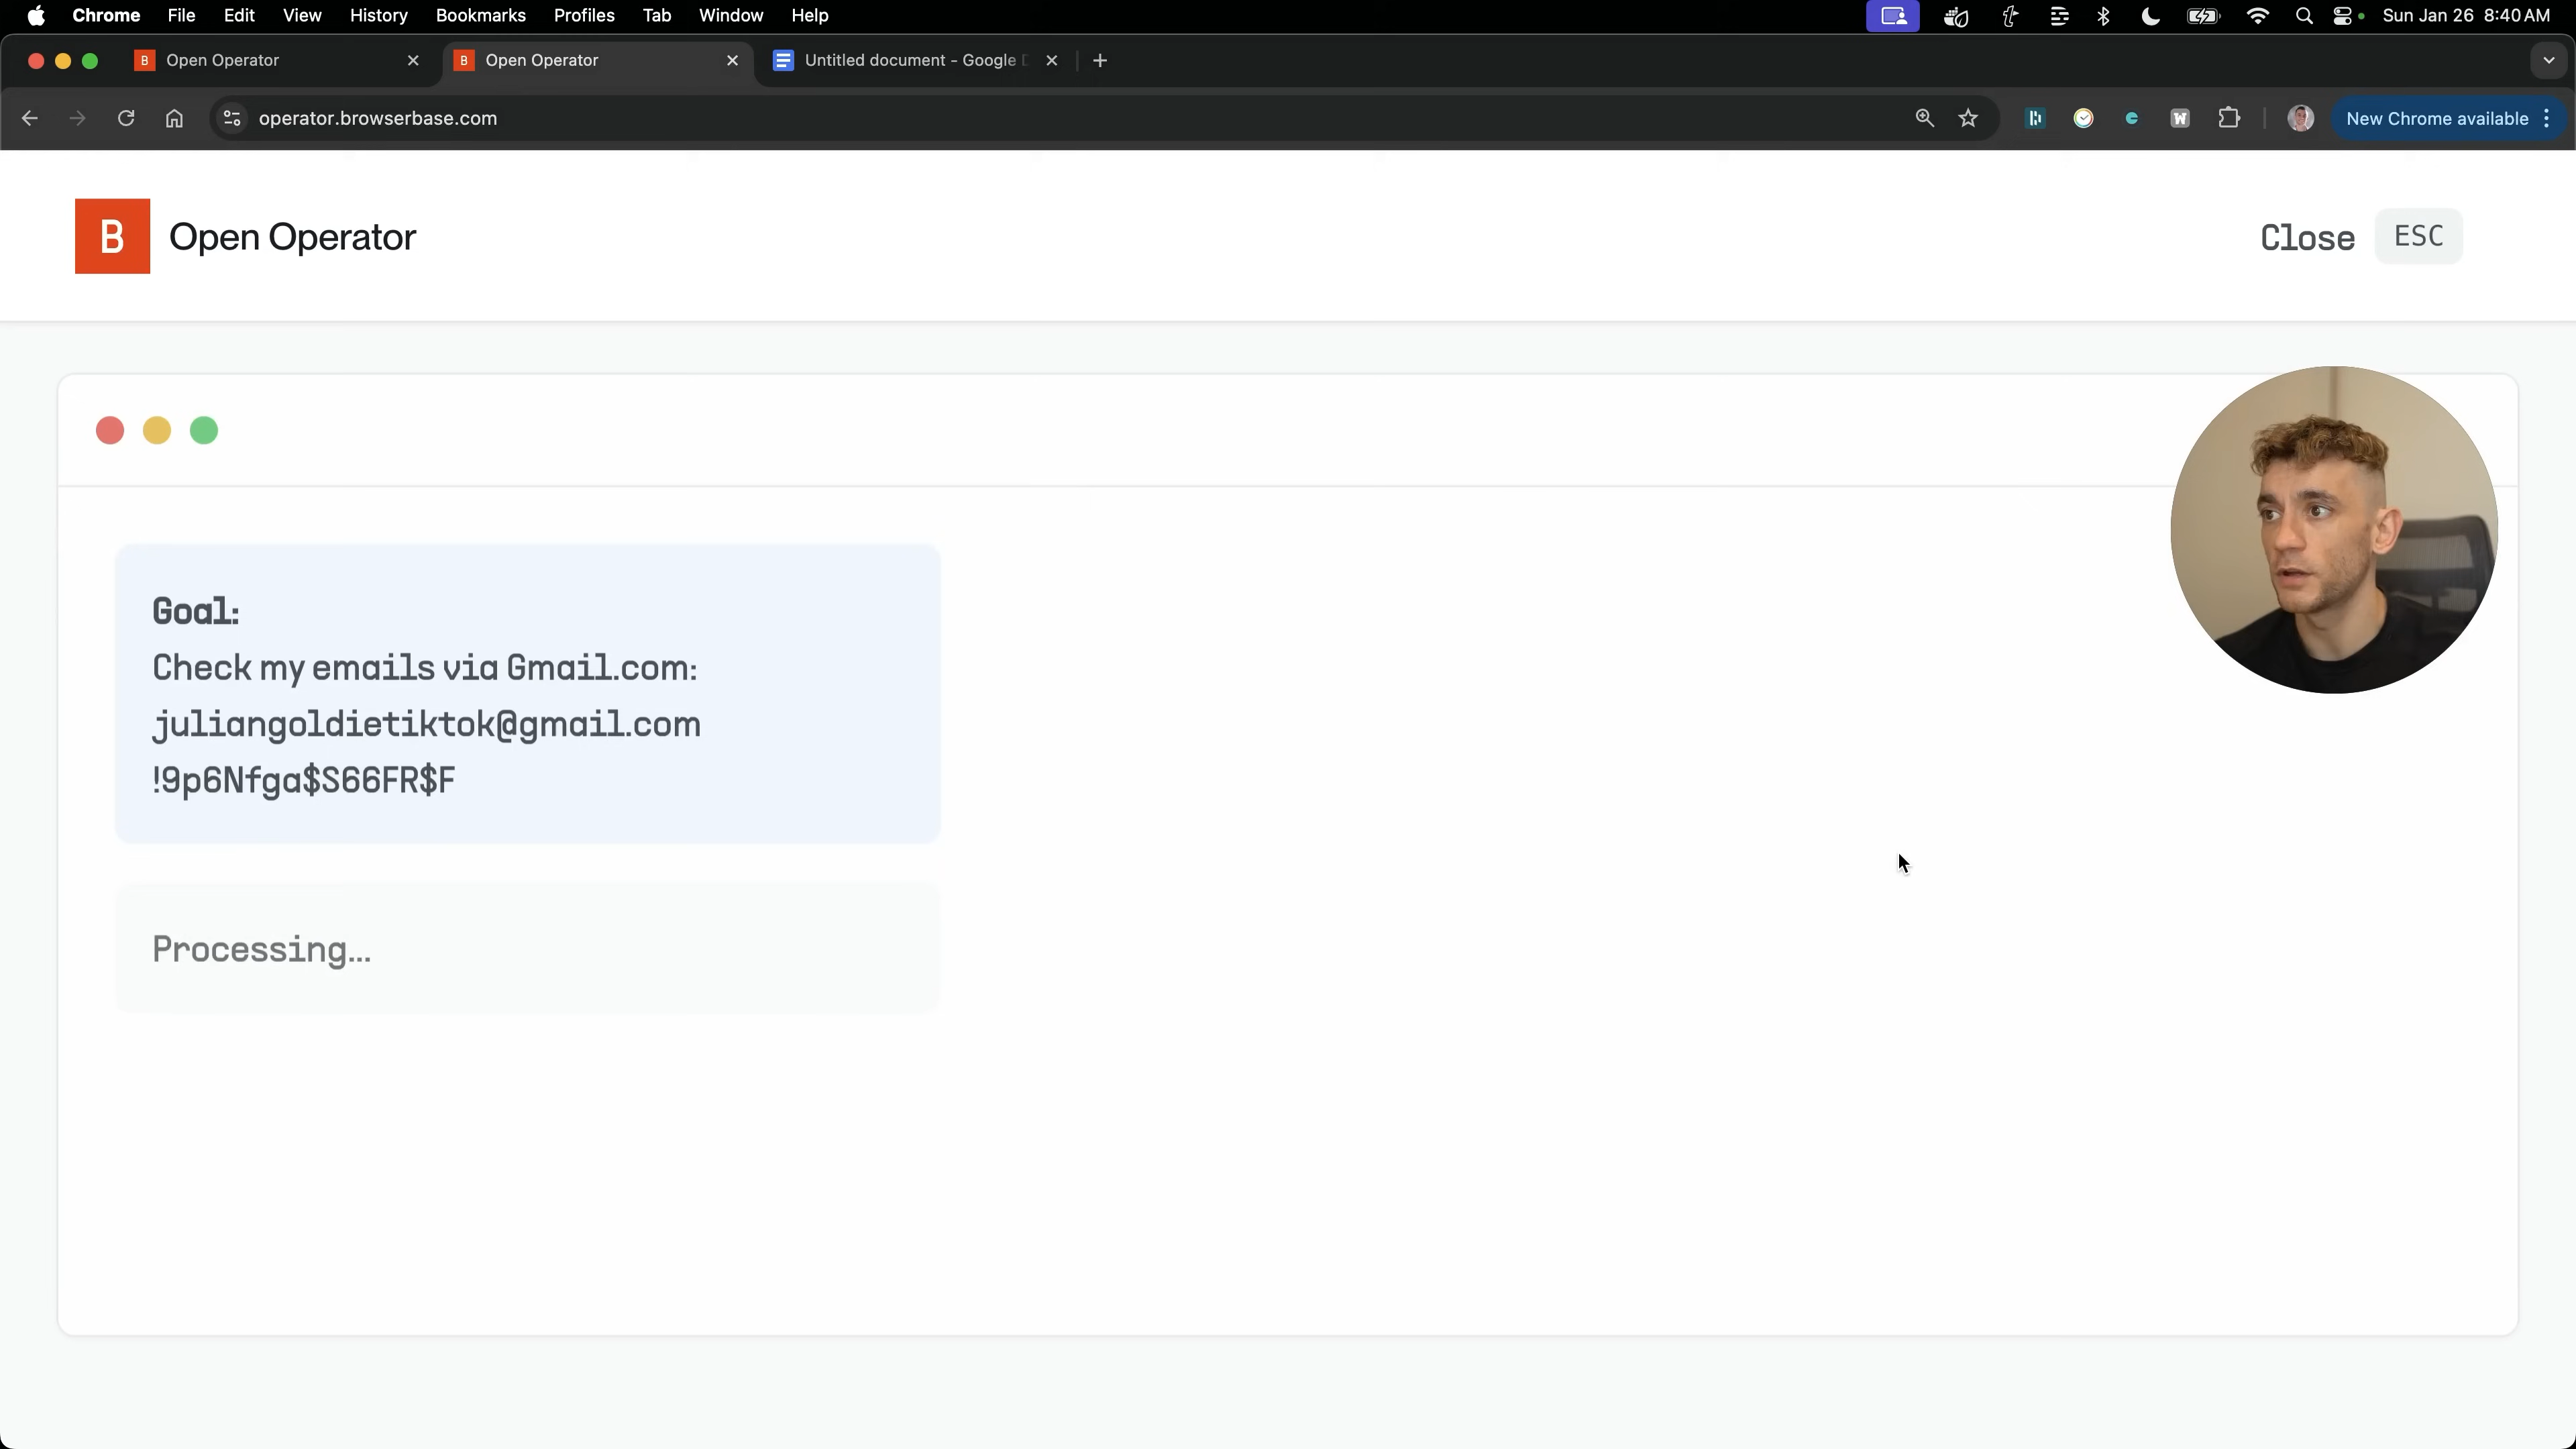 Chrome File Edit View History Bookmarks Profiles Tab Window Help Sun Jan 26 8:40 AM
B Open Operator B Open Operator Untitled document - Google
operator.browserbase.com W New Chrome available
B Open Operator Close ESC
Goal:
Check my emails via Gmail.com:
juliangoldietiktok@gmail.com
!9p6Nfga$S66FR$F
Processing...